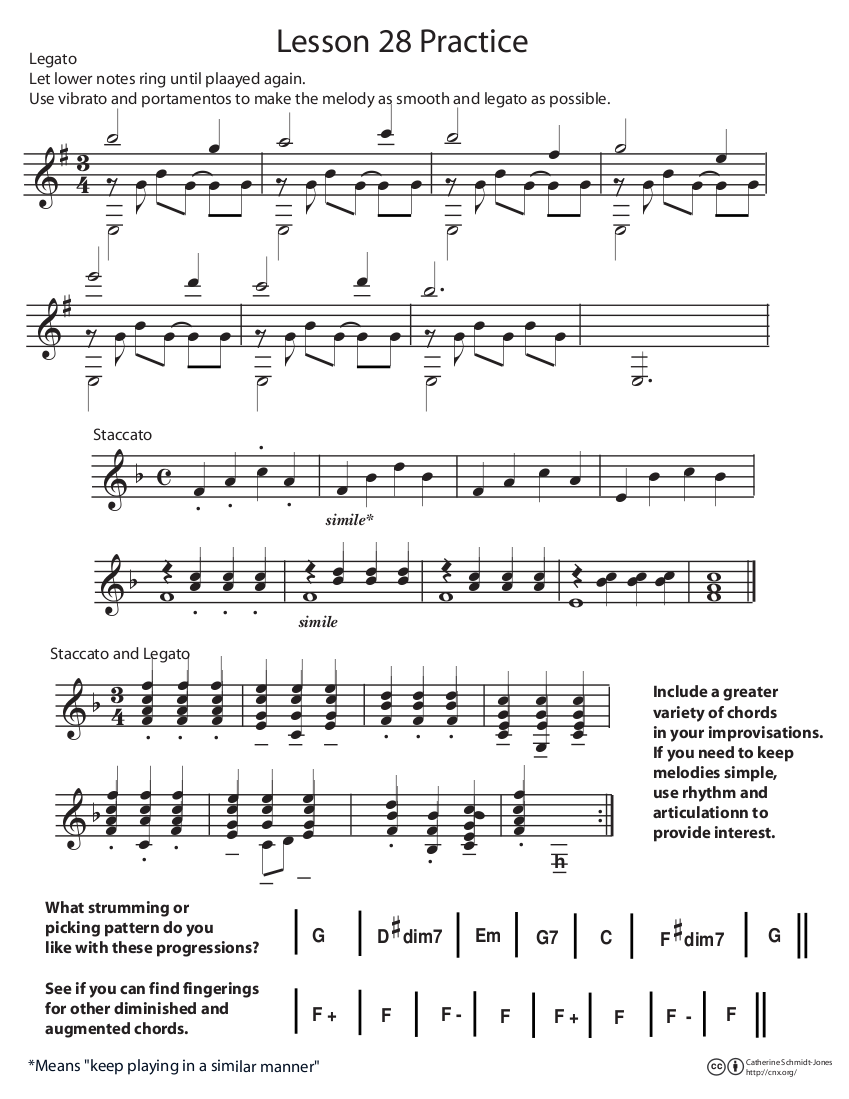 Lesson 28 Practice
Legato
Let lower notes ring until plaayed again.
Use vibrato and portamentos to make the melody as smooth and legato as possible.
3
4
Staccato
simile*
simile
Staccato and Legato
3
4
Include a greater
variety of chords
in your improvisations.
If you need to keep
melodies simple,
use rhythm and
articulationn to
provide interest.
What strumming or
picking pattern do you
like with these progressions?
G D♯dim7 Em G7 C F♯dim7 G
See if you can find fingerings
for other diminished and
augmented chords.
F + F F - F F + F F - F
*Means "keep playing in a similar manner"
cc Catherine Schmidt-Jones
http://cnx.org/